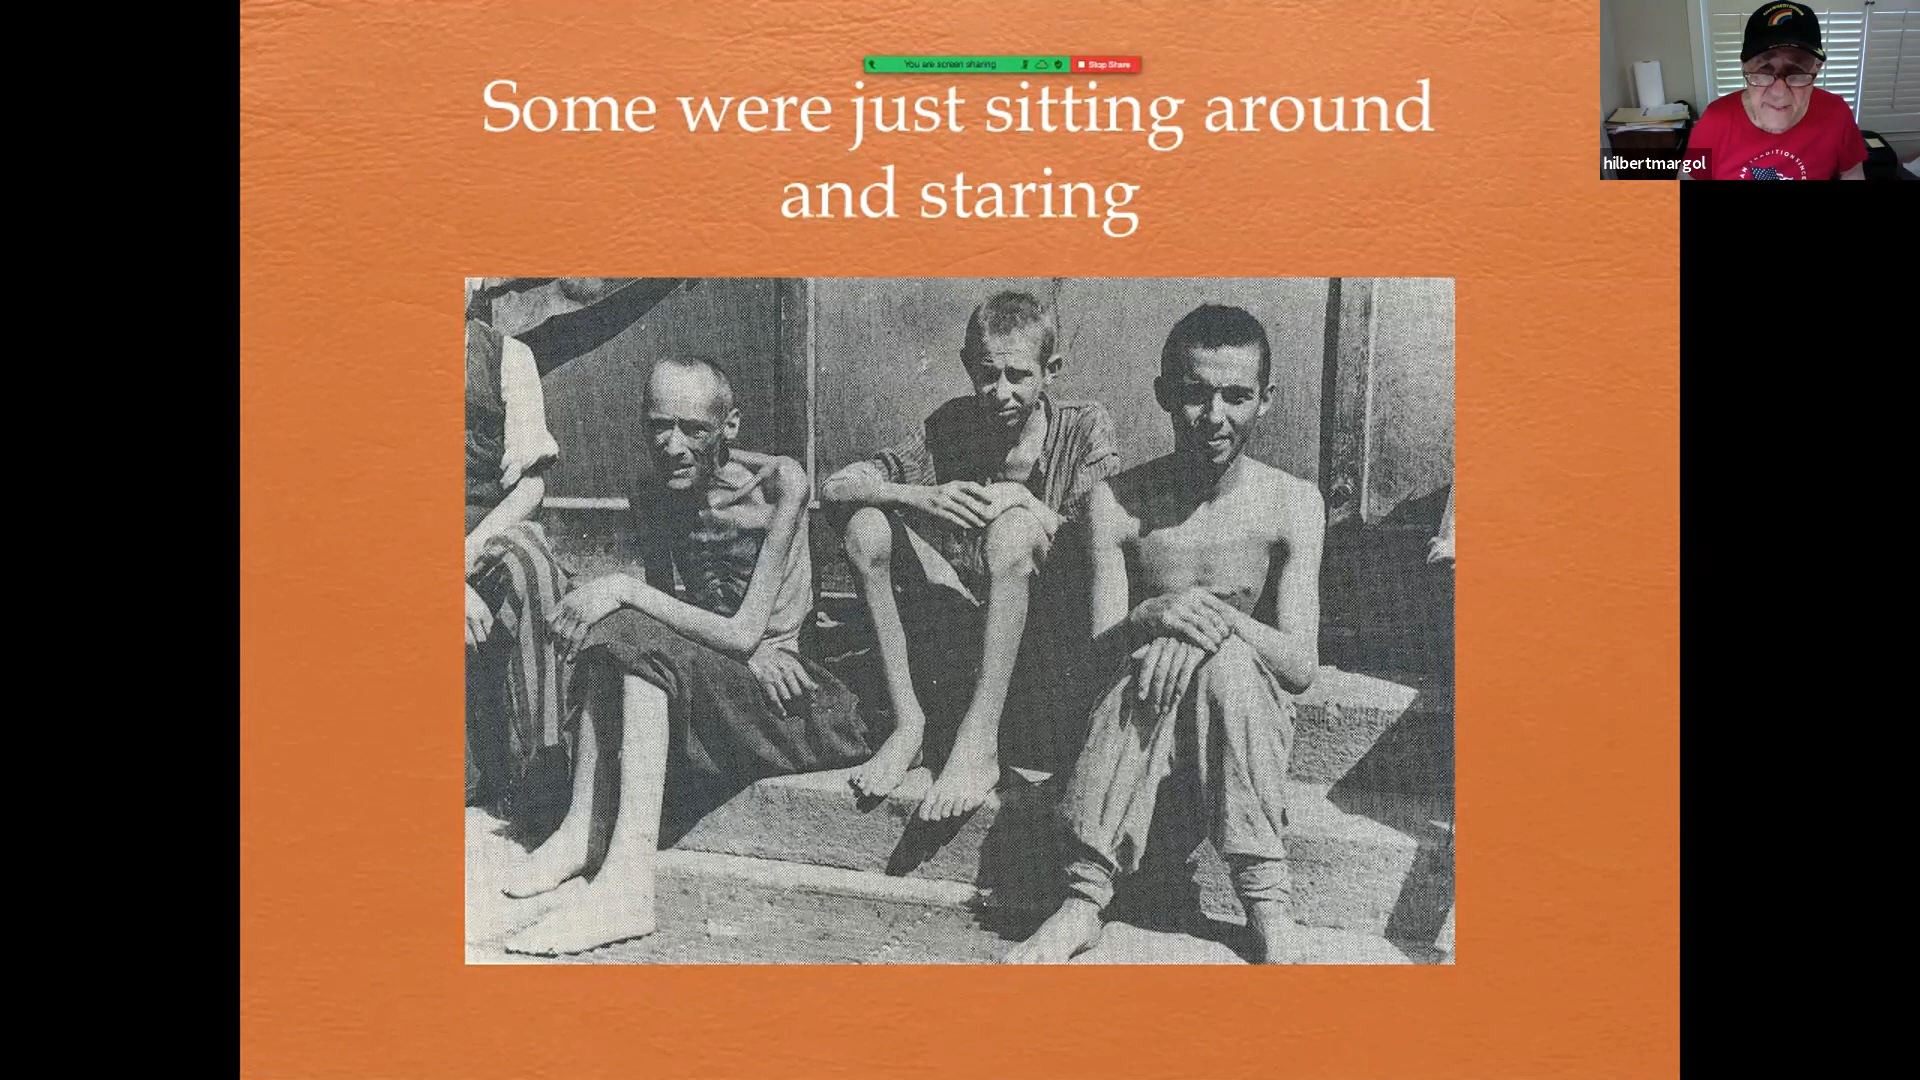 You are screen sharing
Stop Share
Some were just sitting around
and staring
hilbertmargol